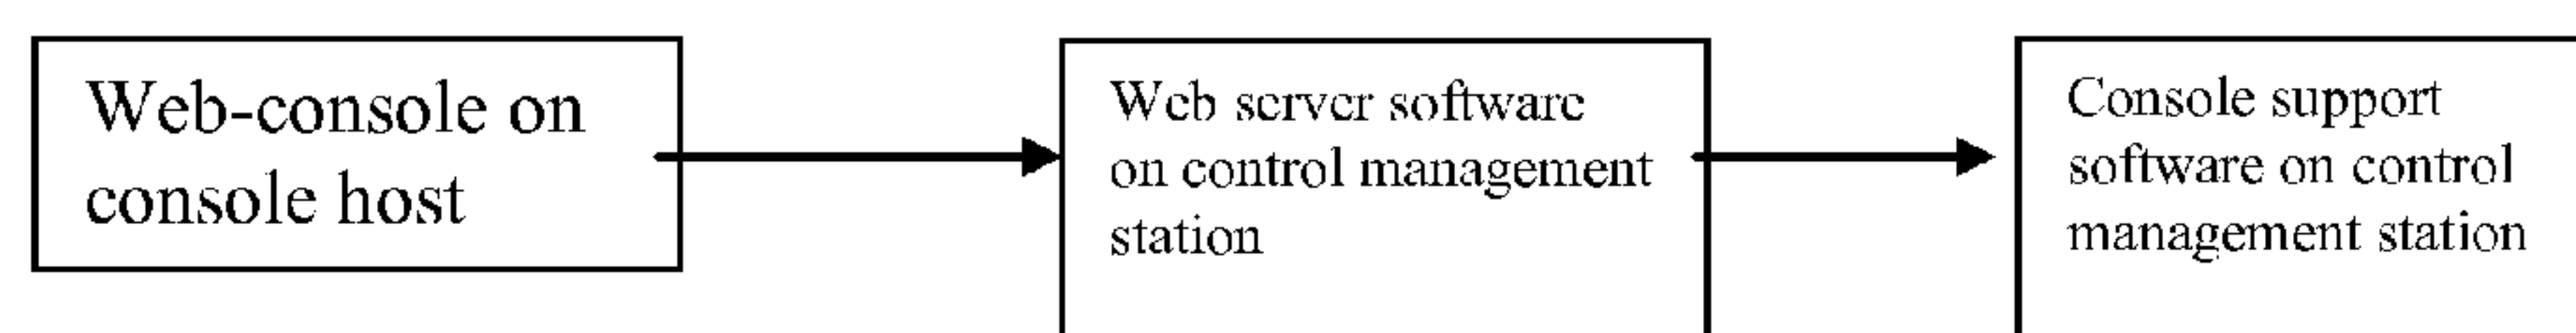 Web-console on
console host
Web server software
on control management
station
Console support
software on control
management station